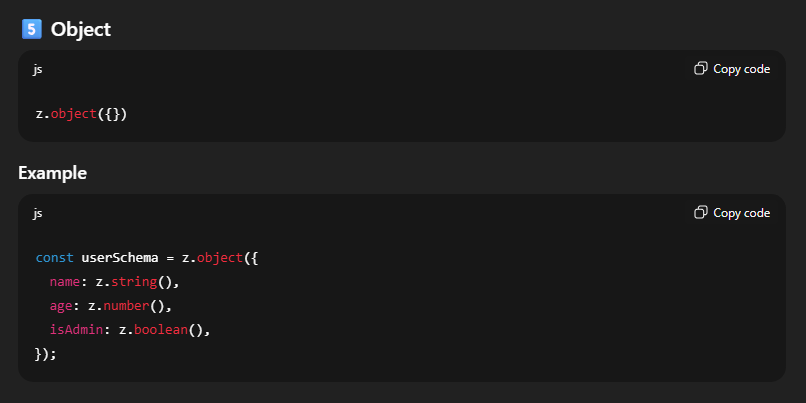 5️⃣ Object
js
Copy code
z.object({})
Example
js
Copy code
const userSchema = z.object({
  name: z.string(),
  age: z.number(),
  isAdmin: z.boolean(),
});